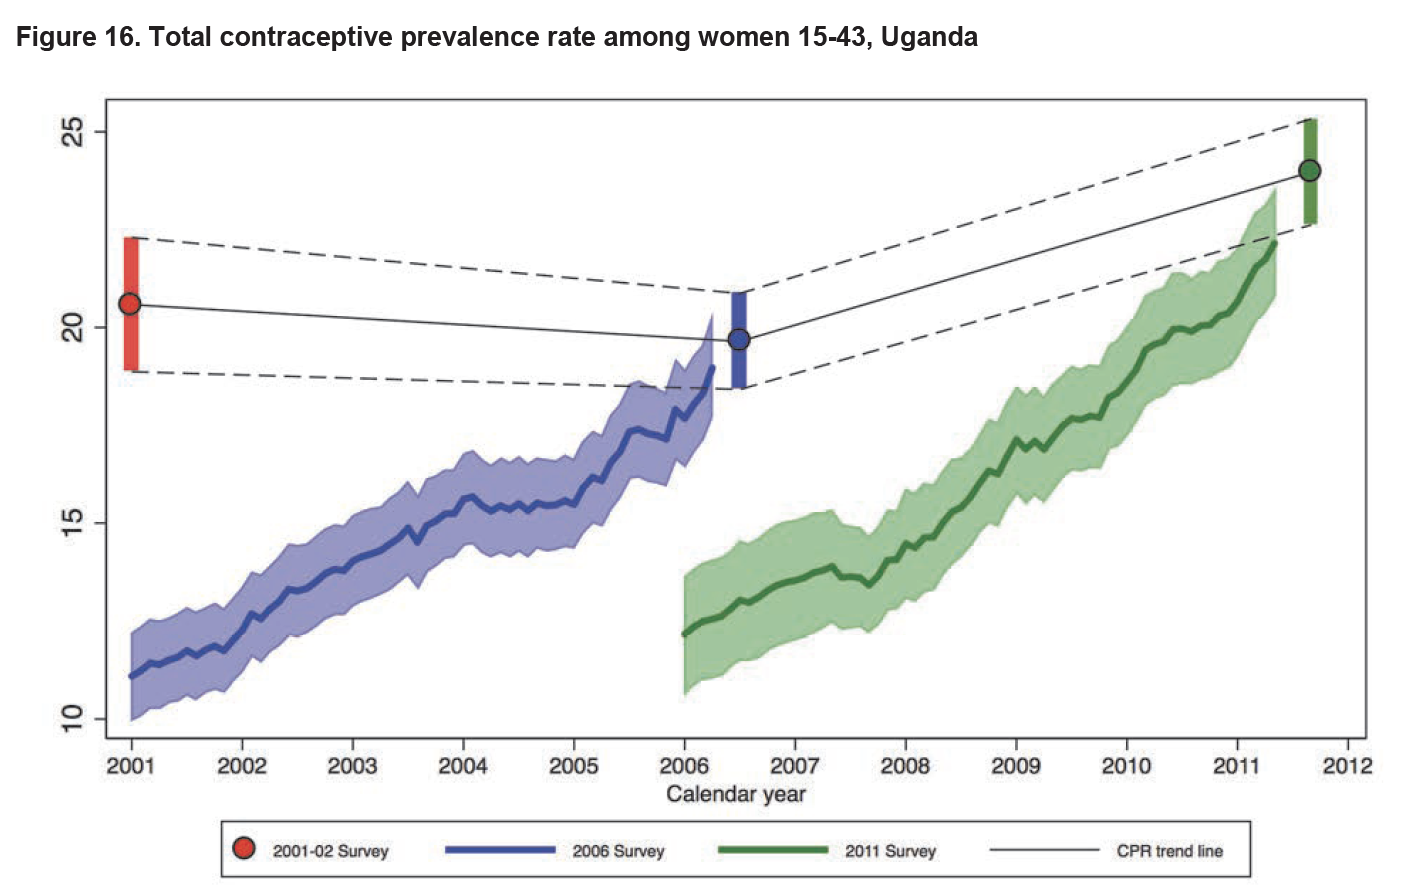 Figure 16. Total contraceptive prevalence rate among women 15-43, Uganda
25
20
15
10
2001 2002 2003 2004 2005 2006 2007 2008 2009 2010 2011 2012
Calendar year
2001-02 Survey 2006 Survey 2011 Survey CPR trend line